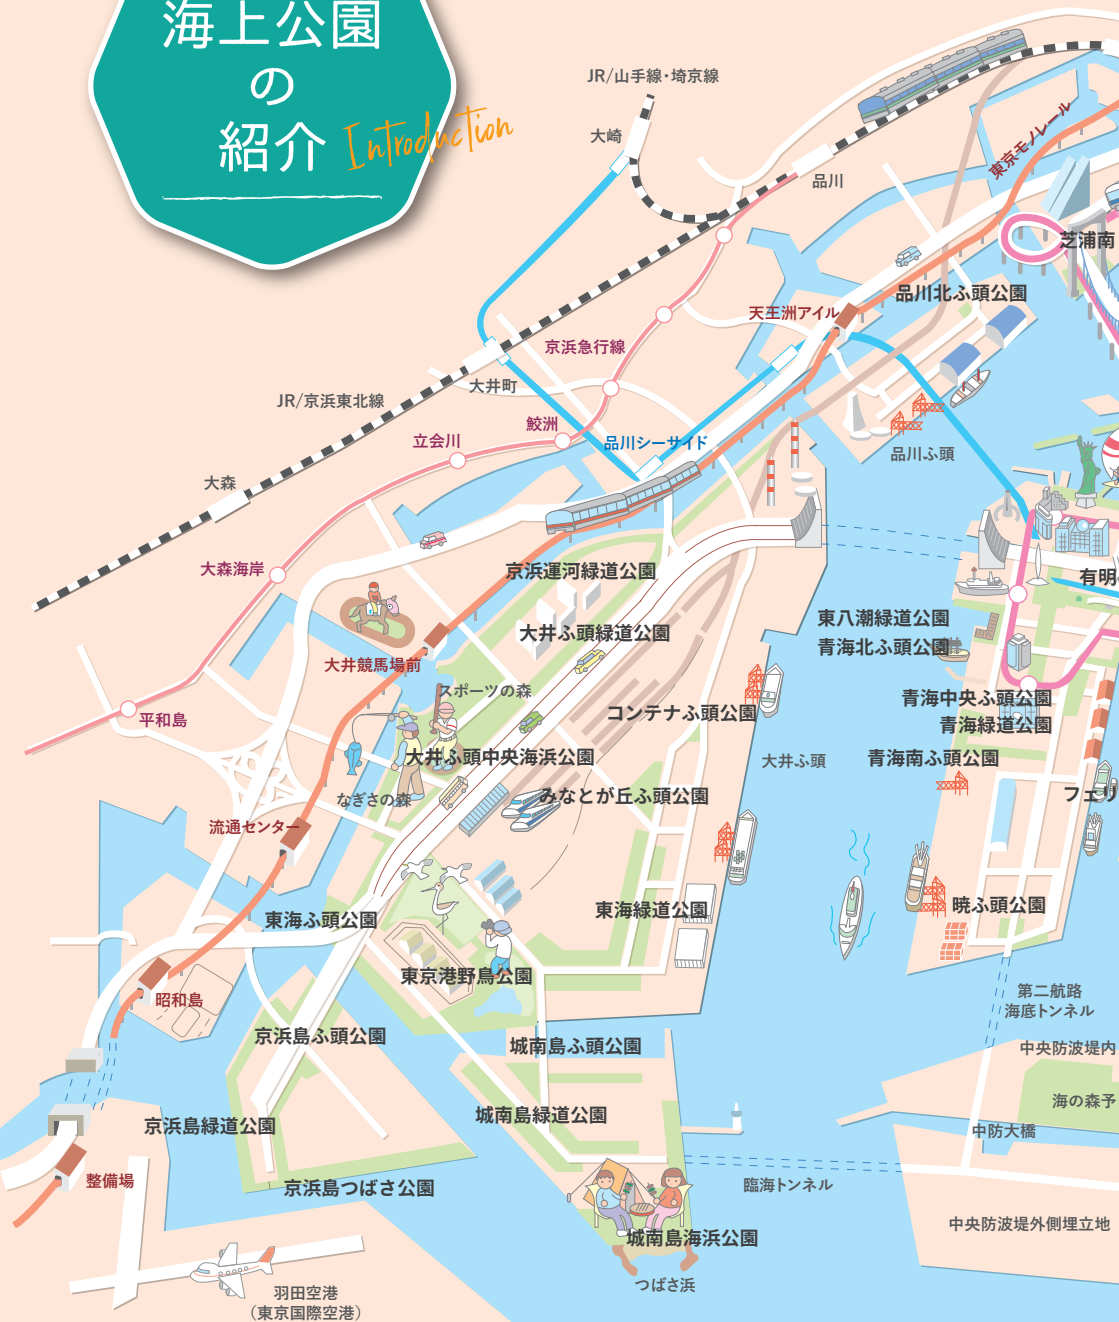 海上公園
の
紹介
Introduction
JR/山手線・埼京線
大崎
品川
東京モノレール
芝浦南
品川北ふ頭公園
天王洲アイル
京浜急行線
大井町
JR/京浜東北線
鮫洲
立会川
品川シーサイド
品川ふ頭
大森
大森海岸
京浜運河緑道公園
有明
東八潮緑道公園
大井ふ頭緑道公園
青海北ふ頭公園
大井競馬場前
スポーツの森
青海中央ふ頭公園
コンテナふ頭公園
平和島
青海緑道公園
大井ふ頭中央海浜公園
大井ふ頭
青海南ふ頭公園
なぎさの森
みなとが丘ふ頭公園
フェリ
流通センター
東海ふ頭公園
東海緑道公園
暁ふ頭公園
東京港野鳥公園
昭和島
第二航路
海底トンネル
京浜島ふ頭公園
城南島ふ頭公園
中央防波堤内
海の森予
京浜島緑道公園
城南島緑道公園
中防大橋
整備場
京浜島つばさ公園
臨海トンネル
中央防波堤外側埋立地
城南島海浜公園
つばさ浜
羽田空港
（東京国際空港）